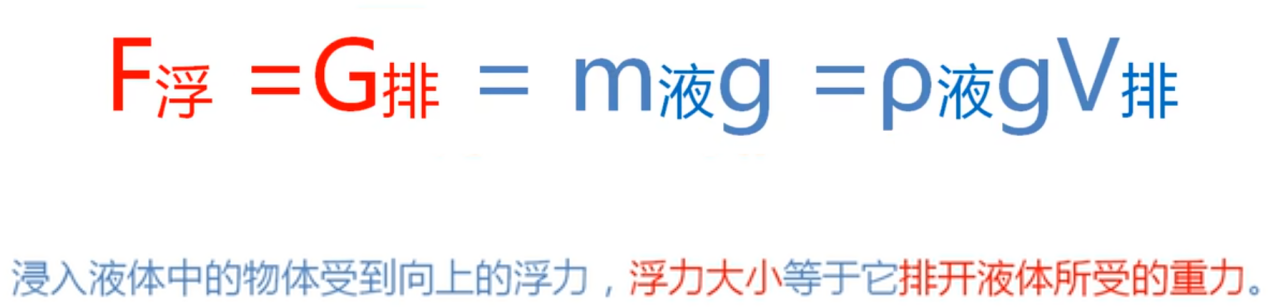 F浮 =G排 = m液g =ρ液gV排
浸入液体中的物体受到向上的浮力，浮力大小等于它排开液体所受的重力。